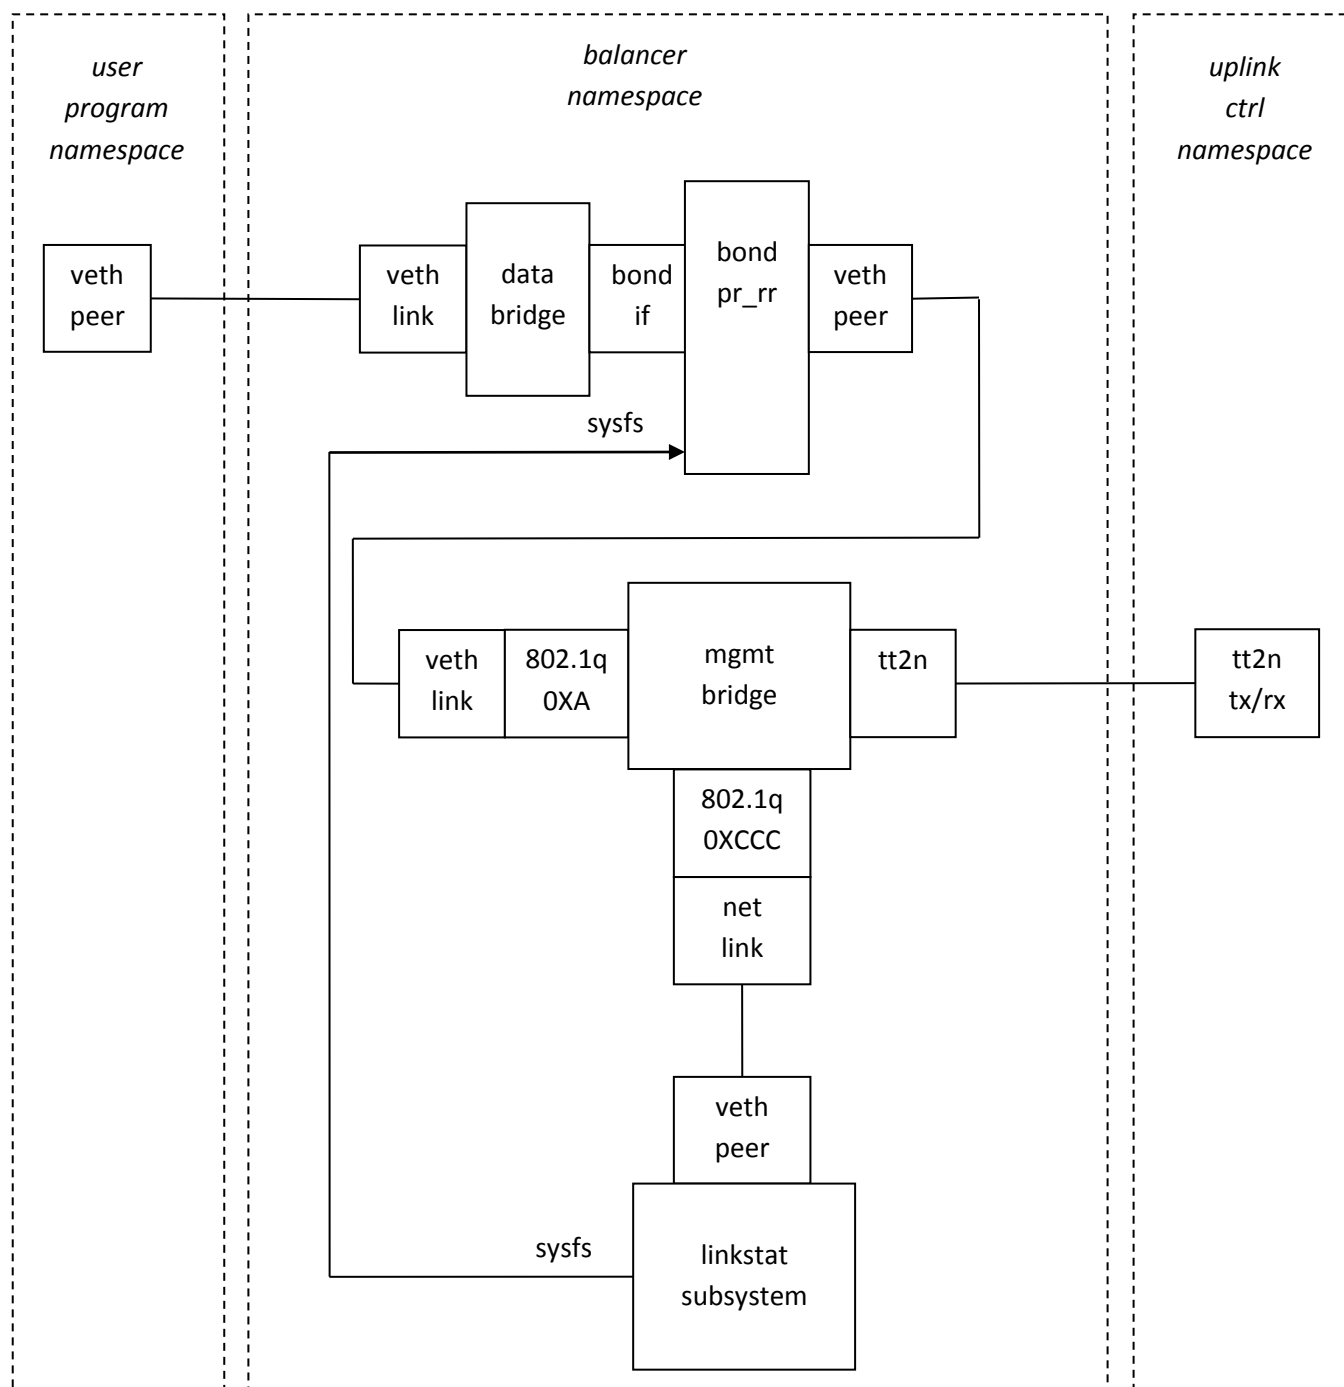 user
program
namespace
balancer
namespace
uplink
ctrl
namespace
veth
peer
veth
link
data
bridge
bond
if
bond
pr_rr
veth
peer
sysfs
veth
link
802.1q
0XA
mgmt
bridge
tt2n
tt2n
tx/rx
802.1q
0XCCC
net
link
veth
peer
sysfs
linkstat
subsystem